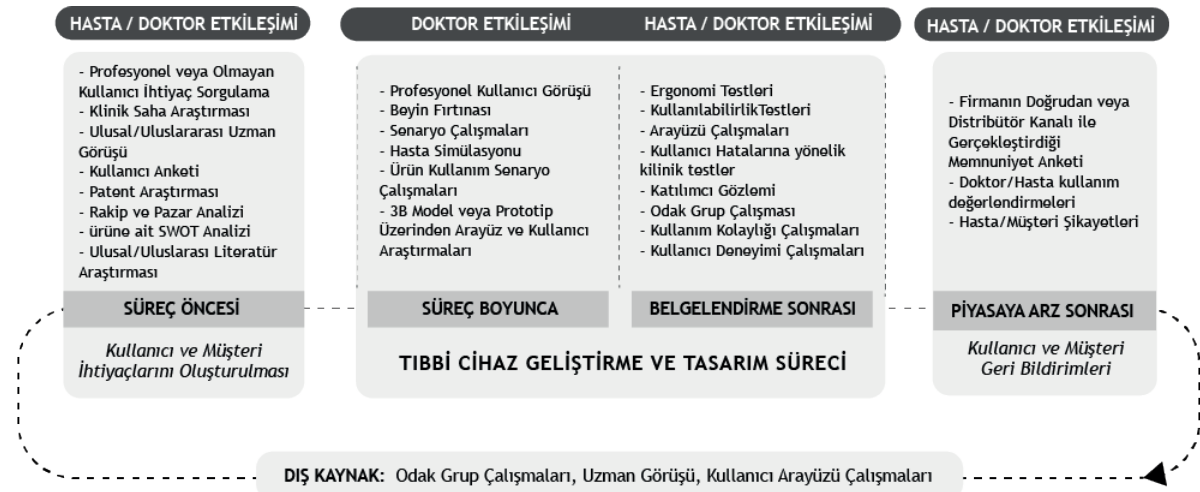 HASTA / DOKTOR ETKİLEŞİMİ
- Profesyonel veya Olmayan
Kullanıcı İhtiyaç Sorgulama
- Klinik Saha Araştırması
- Ulusal/Uluslararası Uzman
Görüşü
- Kullanıcı Anketi
- Patent Araştırması
- Rakip ve Pazar Analizi
- ürüne ait SWOT Analizi
- Ulusal/Uluslarası Literatür
Araştırması
SÜREÇ ÖNCESİ
Kullanıcı ve Müşteri
İhtiyaçlarını Oluşturulması
DOKTOR ETKİLEŞİMİ
- Profesyonel Kullanıcı Görüşü
- Beyin Fırtınası
- Senaryo Çalışmaları
- Hasta Simülasyonu
- Ürün Kullanım Senaryo
Çalışmaları
- 3B Model veya Prototip
Üzerinden Arayüz ve Kullanıcı
Araştırmaları
SÜREÇ BOYUNCA
HASTA / DOKTOR ETKİLEŞİMİ
- Ergonomi Testleri
- KullanılabilirlikTestleri
- Arayüzü Çalışmaları
- Kullanıcı Hatalarına yönelik
kilinik testler
- Katılımcı Gözlemi
- Odak Grup Çalışması
- Kullanım Kolaylığı Çalışmaları
- Kullanıcı Deneyimi Çalışmaları
BELGELENDİRME SONRASI
TIBBİ CİHAZ GELİŞTİRME VE TASARIM SÜRECİ
HASTA / DOKTOR ETKİLEŞİMİ
- Firmanın Doğrudan veya
Distribütör Kanalı ile
Gerçekleştirdiği
Memnuniyet Anketi
- Doktor/Hasta kullanım
değerlendirmeleri
- Hasta/Müşteri Şikayetleri
PİYASAYA ARZ SONRASI
Kullanıcı ve Müşteri
Geri Bildirimleri
DIŞ KAYNAK: Odak Grup Çalışmaları, Uzman Görüşü, Kullanıcı Arayüzü Çalışmaları